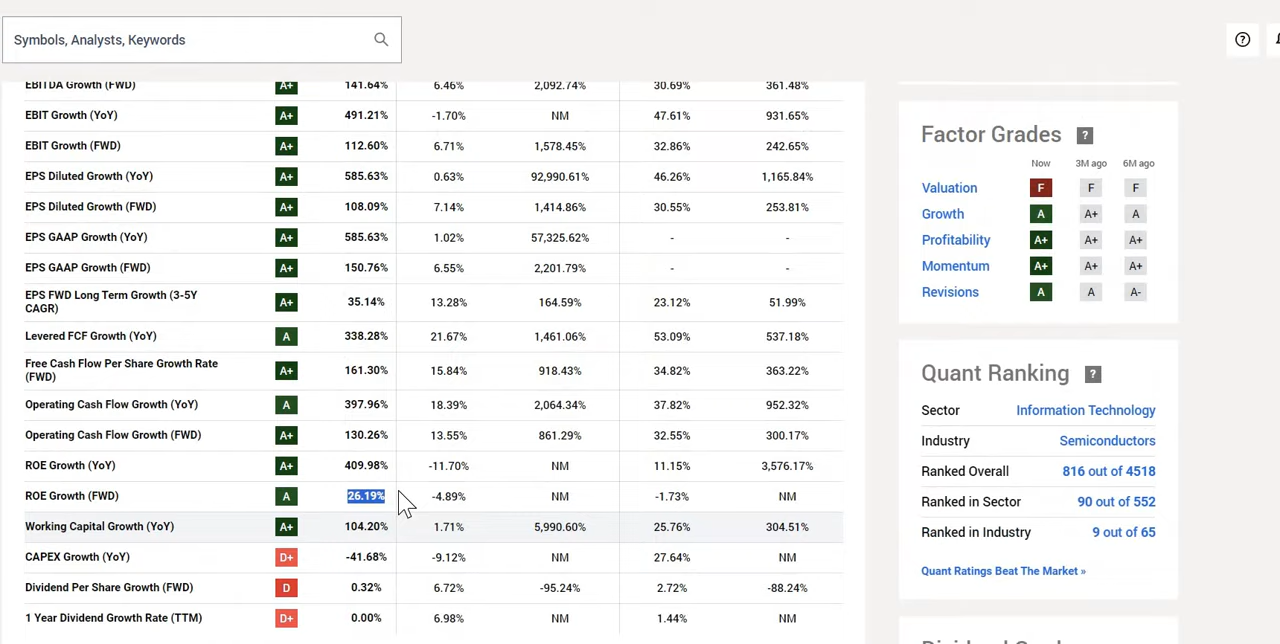 Symbols, Analysts, Keywords
EBITDA Growth (FWD) A+ 141.64% 6.46% 2,092.74% 30.69% 361.48%
EBIT Growth (YoY) A+ 491.21% -1.70% NM 47.61% 931.65%
EBIT Growth (FWD) A+ 112.60% 6.71% 1,578.45% 32.86% 242.65%
EPS Diluted Growth (YoY) A+ 585.63% 0.63% 92,990.61% 46.26% 1,165.84%
EPS Diluted Growth (FWD) A+ 108.09% 7.14% 1,414.86% 30.55% 253.81%
EPS GAAP Growth (YoY) A+ 585.63% 1.02% 57,325.62% - -
EPS GAAP Growth (FWD) A+ 150.76% 6.55% 2,201.79% - -
EPS FWD Long Term Growth (3-5Y
CAGR) A+ 35.14% 13.28% 164.59% 23.12% 51.99%
Levered FCF Growth (YoY) A 338.28% 21.67% 1,461.06% 53.09% 537.18%
Free Cash Flow Per Share Growth Rate
(FWD) A+ 161.30% 15.84% 918.43% 34.82% 363.22%
Operating Cash Flow Growth (YoY) A 397.96% 18.39% 2,064.34% 37.82% 952.32%
Operating Cash Flow Growth (FWD) A+ 130.26% 13.55% 861.29% 32.55% 300.17%
ROE Growth (YoY) A+ 409.98% -11.70% NM 11.15% 3,576.17%
ROE Growth (FWD) A 26.19% -4.89% NM -1.73% NM
Working Capital Growth (YoY) A+ 104.20% 1.71% 5,990.60% 25.76% 304.51%
CAPEX Growth (YoY) D+ -41.68% -9.12% NM 27.64% NM
Dividend Per Share Growth (FWD) D 0.32% 6.72% -95.24% 2.72% -88.24%
1 Year Dividend Growth Rate (TTM) D+ 0.00% 6.98% NM 1.44% NM
Factor Grades ?
Now 3M ago 6M ago
Valuation F F F
Growth A A+ A
Profitability A+ A+ A+
Momentum A+ A+ A+
Revisions A A A-
Quant Ranking ?
Sector Information Technology
Industry Semiconductors
Ranked Overall 816 out of 4518
Ranked in Sector 90 out of 552
Ranked in Industry 9 out of 65
Quant Ratings Beat The Market »